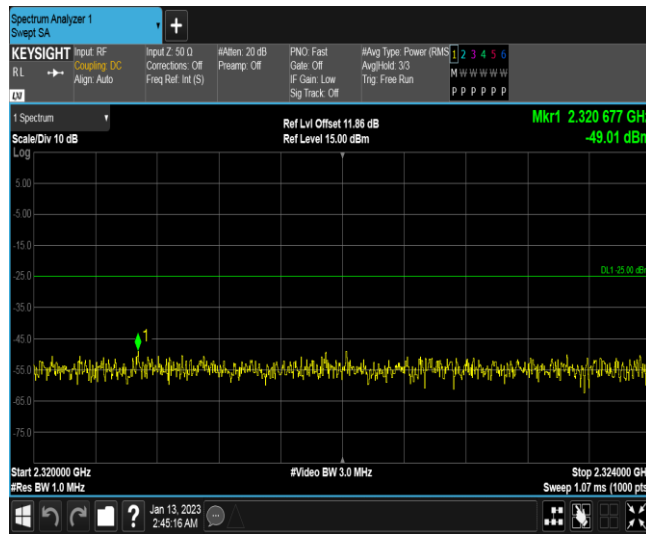 Spectrum Analyzer 1
Swept SA
+
KEYSIGHT
RL
LXI
Input: RF
Coupling: DC
Align: Auto
Input Z: 50 Ω
Corrections: Off
Freq Ref: Int (S)
#Atten: 20 dB
Preamp: Off
PNO: Fast
Gate: Off
IF Gain: Low
Sig Track: Off
#Avg Type: Power (RMS
Avg|Hold: 3/3
Trig: Free Run
1 2 3 4 5 6
M W W W W W
P P P P P P
1 Spectrum
Scale/Div 10 dB
Log
Ref Lvl Offset 11.86 dB
Ref Level 15.00 dBm
Mkr1 2.320 677 GH
-49.01 dBm
5.00
-5.00
-15.0
-25.0
DL1 -25.00 dB
-35.0
-45.0
1
-55.0
-65.0
-75.0
Start 2.320000 GHz
#Res BW 1.0 MHz
#Video BW 3.0 MHz
Stop 2.324000 GH
Sweep 1.07 ms (1000 pts
?
Jan 13, 2023
2:45:16 AM